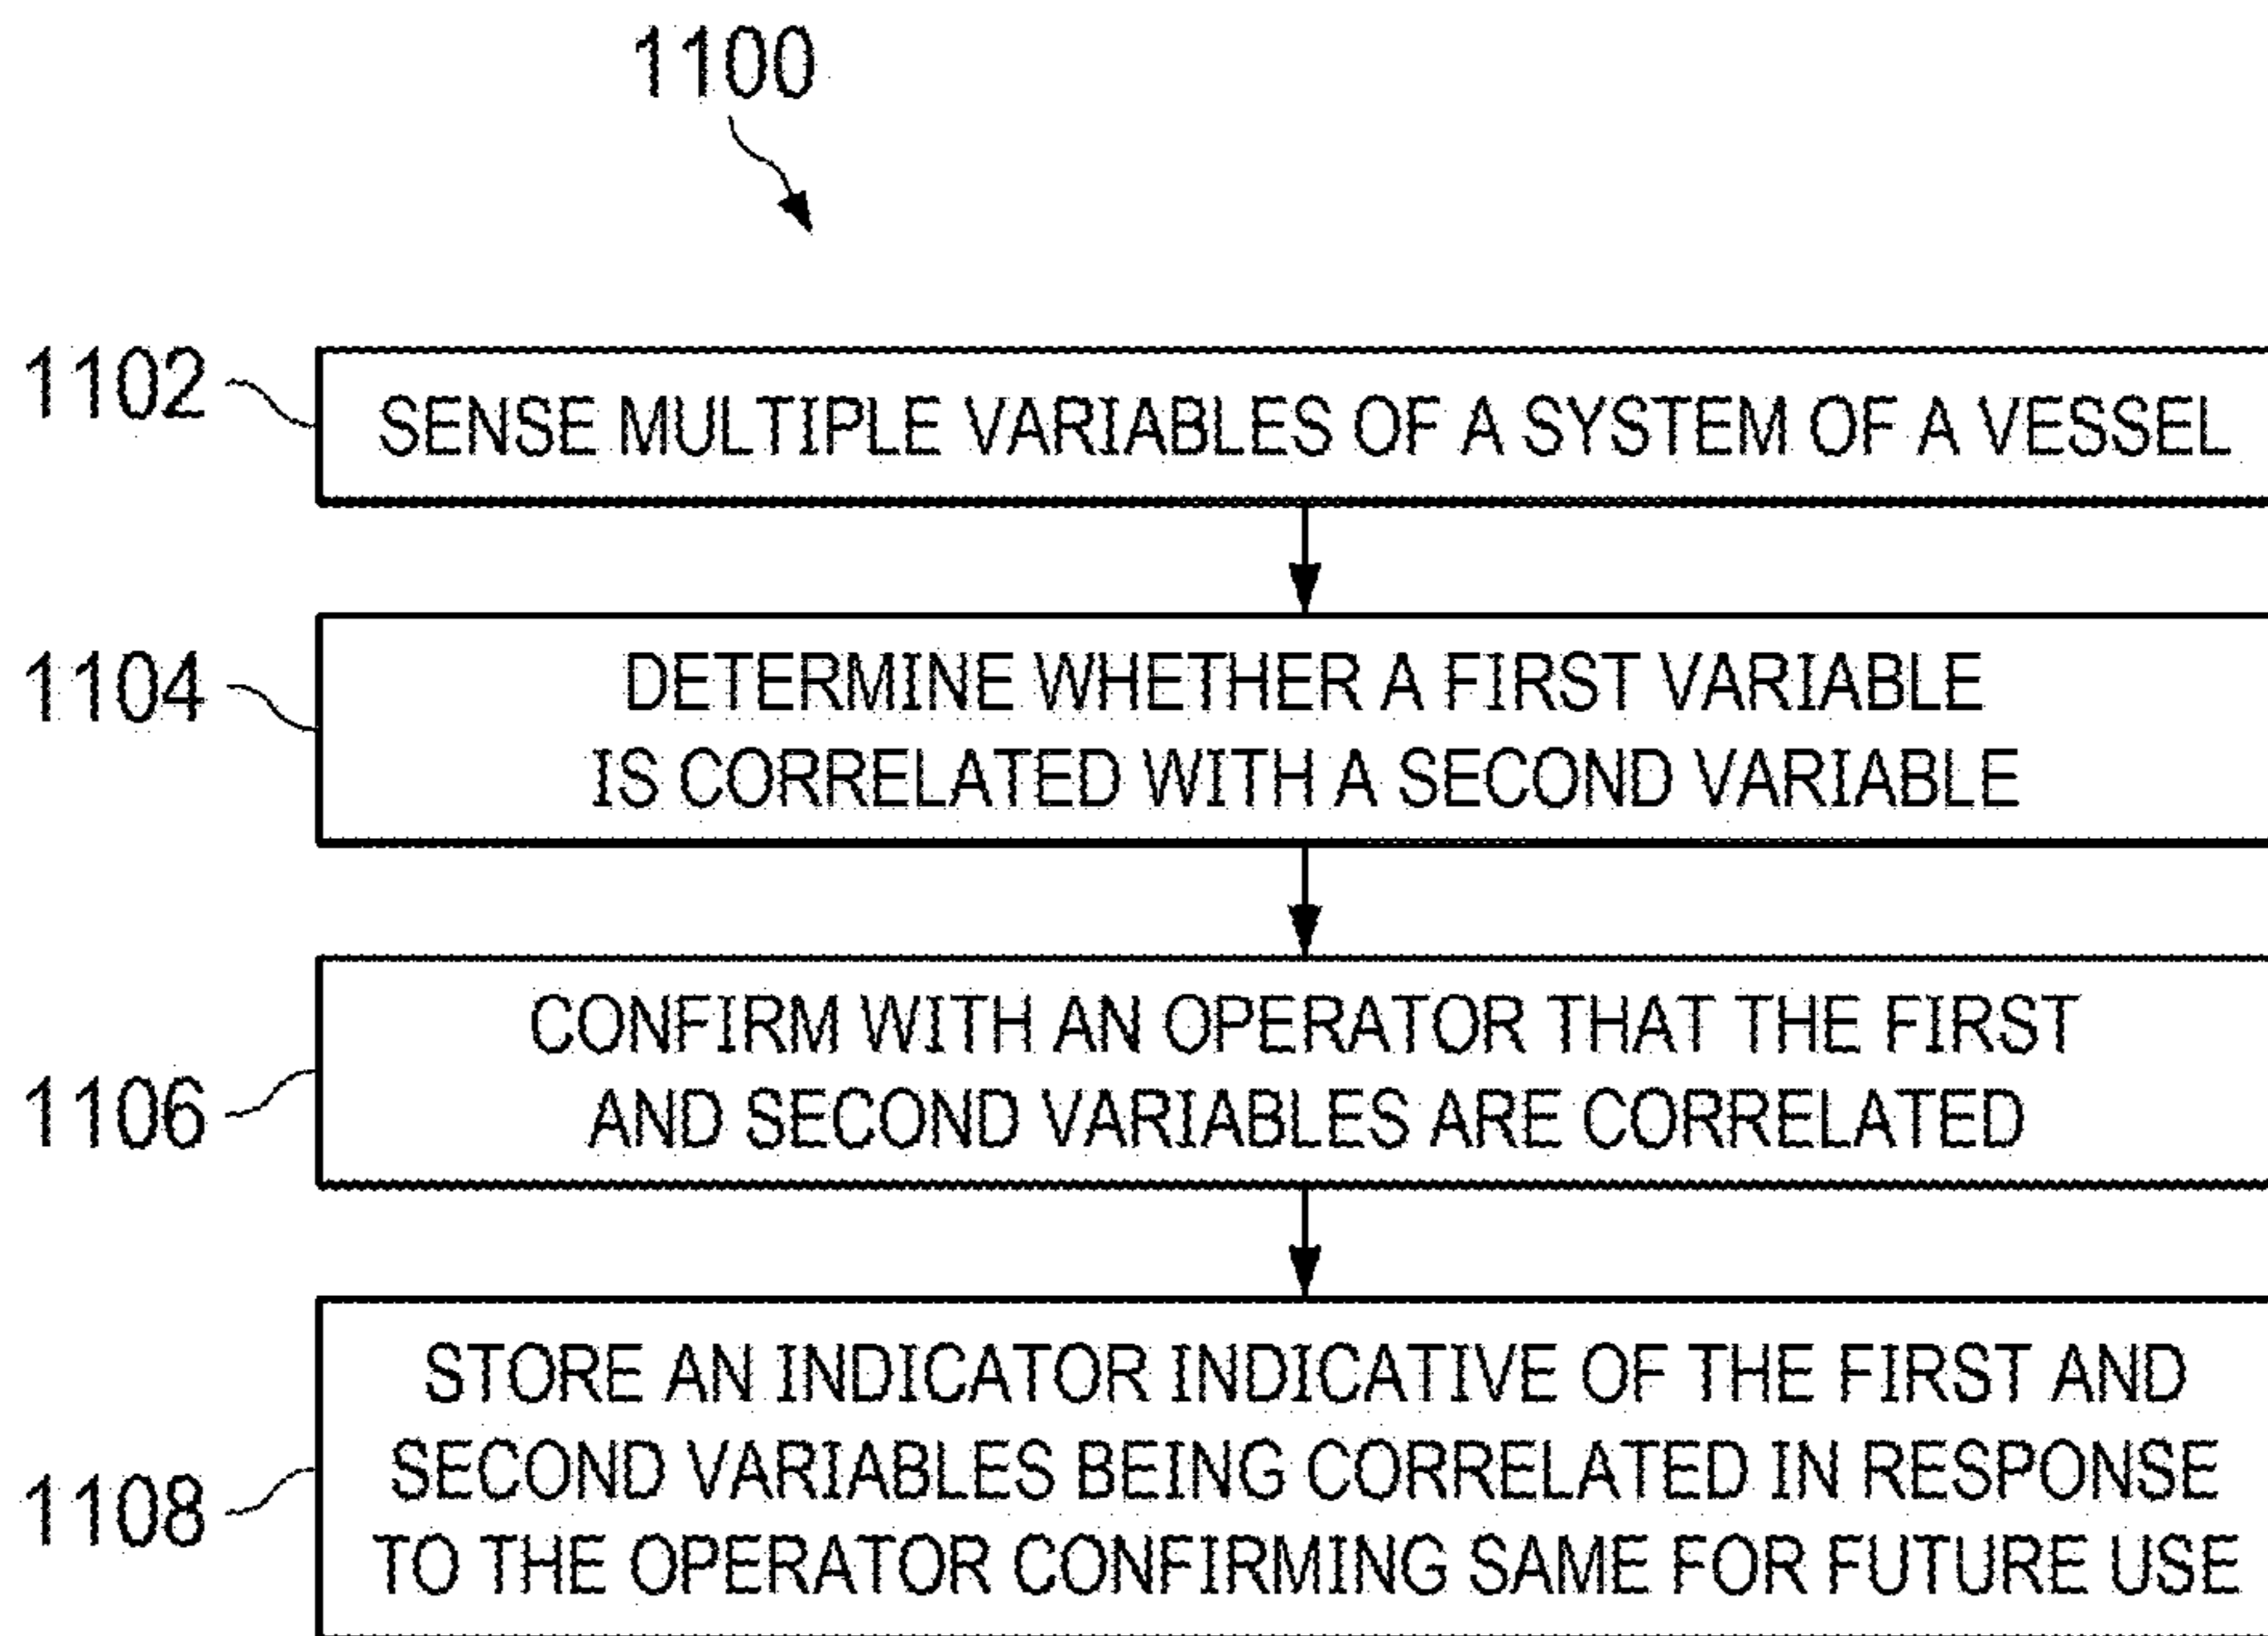 1100
1102
SENSE MULTIPLE VARIABLES OF A SYSTEM OF A VESSEL
1104
DETERMINE WHETHER A FIRST VARIABLE
IS CORRELATED WITH A SECOND VARIABLE
1106
CONFIRM WITH AN OPERATOR THAT THE FIRST
AND SECOND VARIABLES ARE CORRELATED
1108
STORE AN INDICATOR INDICATIVE OF THE FIRST AND
SECOND VARIABLES BEING CORRELATED IN RESPONSE
TO THE OPERATOR CONFIRMING SAME FOR FUTURE USE